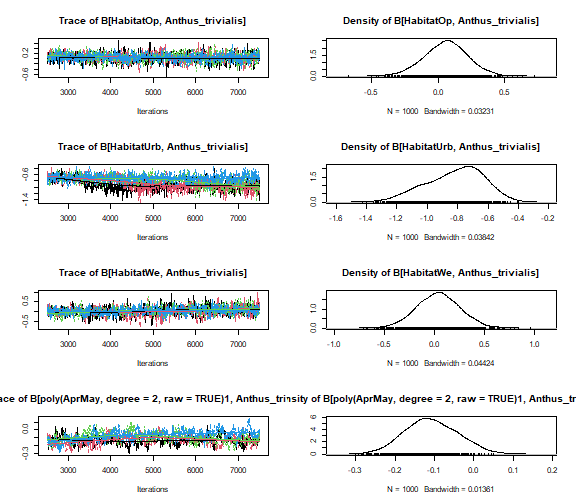 Trace of B[HabitatOp, Anthus_trivialis]
Density of B[HabitatOp, Anthus_trivialis]
0.2
-0.6
3000 4000 5000 6000 7000
Iterations
1.5
0.0
-0.5 0.0 0.5
N = 1000 Bandwidth = 0.03231
Trace of B[HabitatUrb, Anthus_trivialis]
Density of B[HabitatUrb, Anthus_trivialis]
-0.6
-1.4
3000 4000 5000 6000 7000
Iterations
1.5
0.0
-1.6 -1.4 -1.2 -1.0 -0.8 -0.6 -0.4 -0.2
N = 1000 Bandwidth = 0.03842
Trace of B[HabitatWe, Anthus_trivialis]
Density of B[HabitatWe, Anthus_trivialis]
0.5
-0.5
3000 4000 5000 6000 7000
Iterations
1.0
0.0
-1.0 -0.5 0.0 0.5 1.0
N = 1000 Bandwidth = 0.04424
ace of B[poly(AprMay, degree = 2, raw = TRUE)1, Anthus_tri
nsity of B[poly(AprMay, degree = 2, raw = TRUE)1, Anthus_tr
0.0
-0.3
3000 4000 5000 6000 7000
Iterations
6
4
2
0
-0.3 -0.2 -0.1 0.0 0.1 0.2
N = 1000 Bandwidth = 0.01361